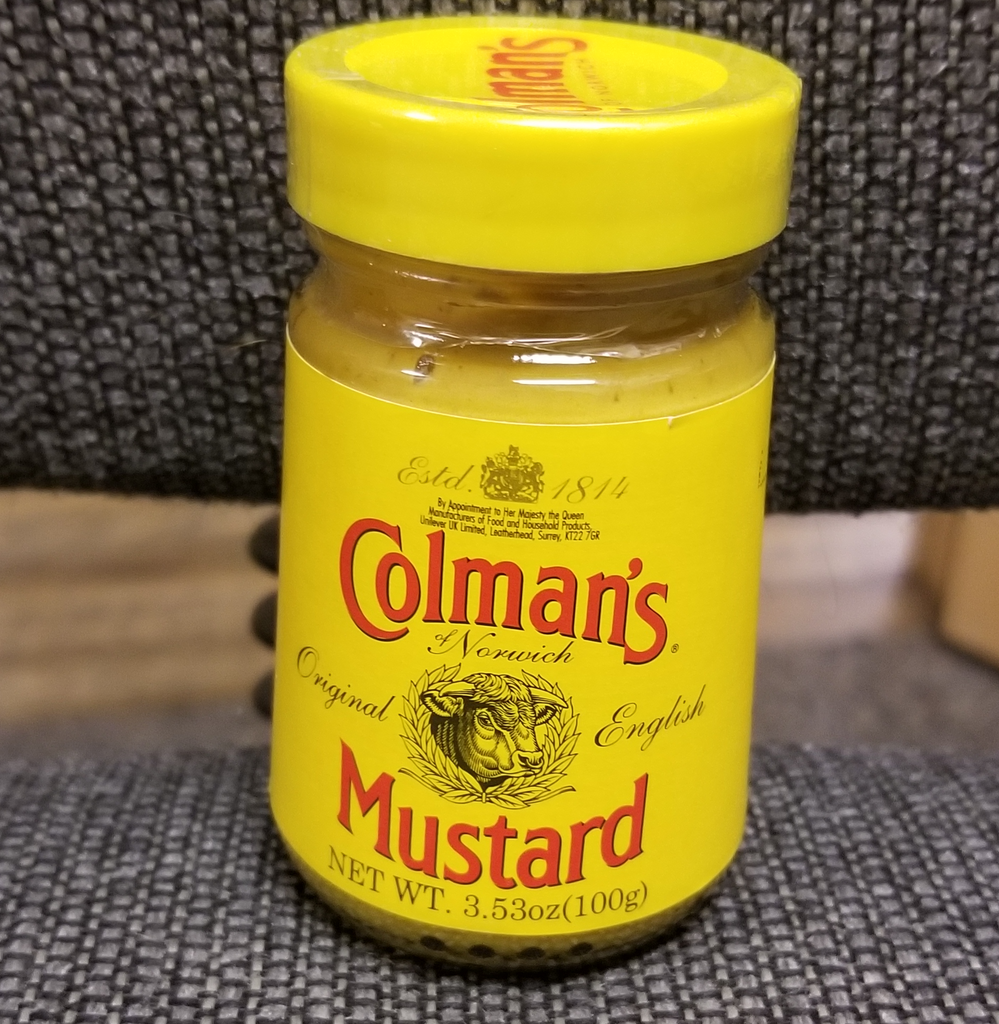 Colman's
Estd. 1814
By Appointment to Her Majesty the Queen
Manufacturers of Food and Household Products,
Unilever UK Limited, Leatherhead, Surrey, KT22 7GR
Colman's®
of Norwich
Original English
Mustard
NET WT. 3.53oz(100g)